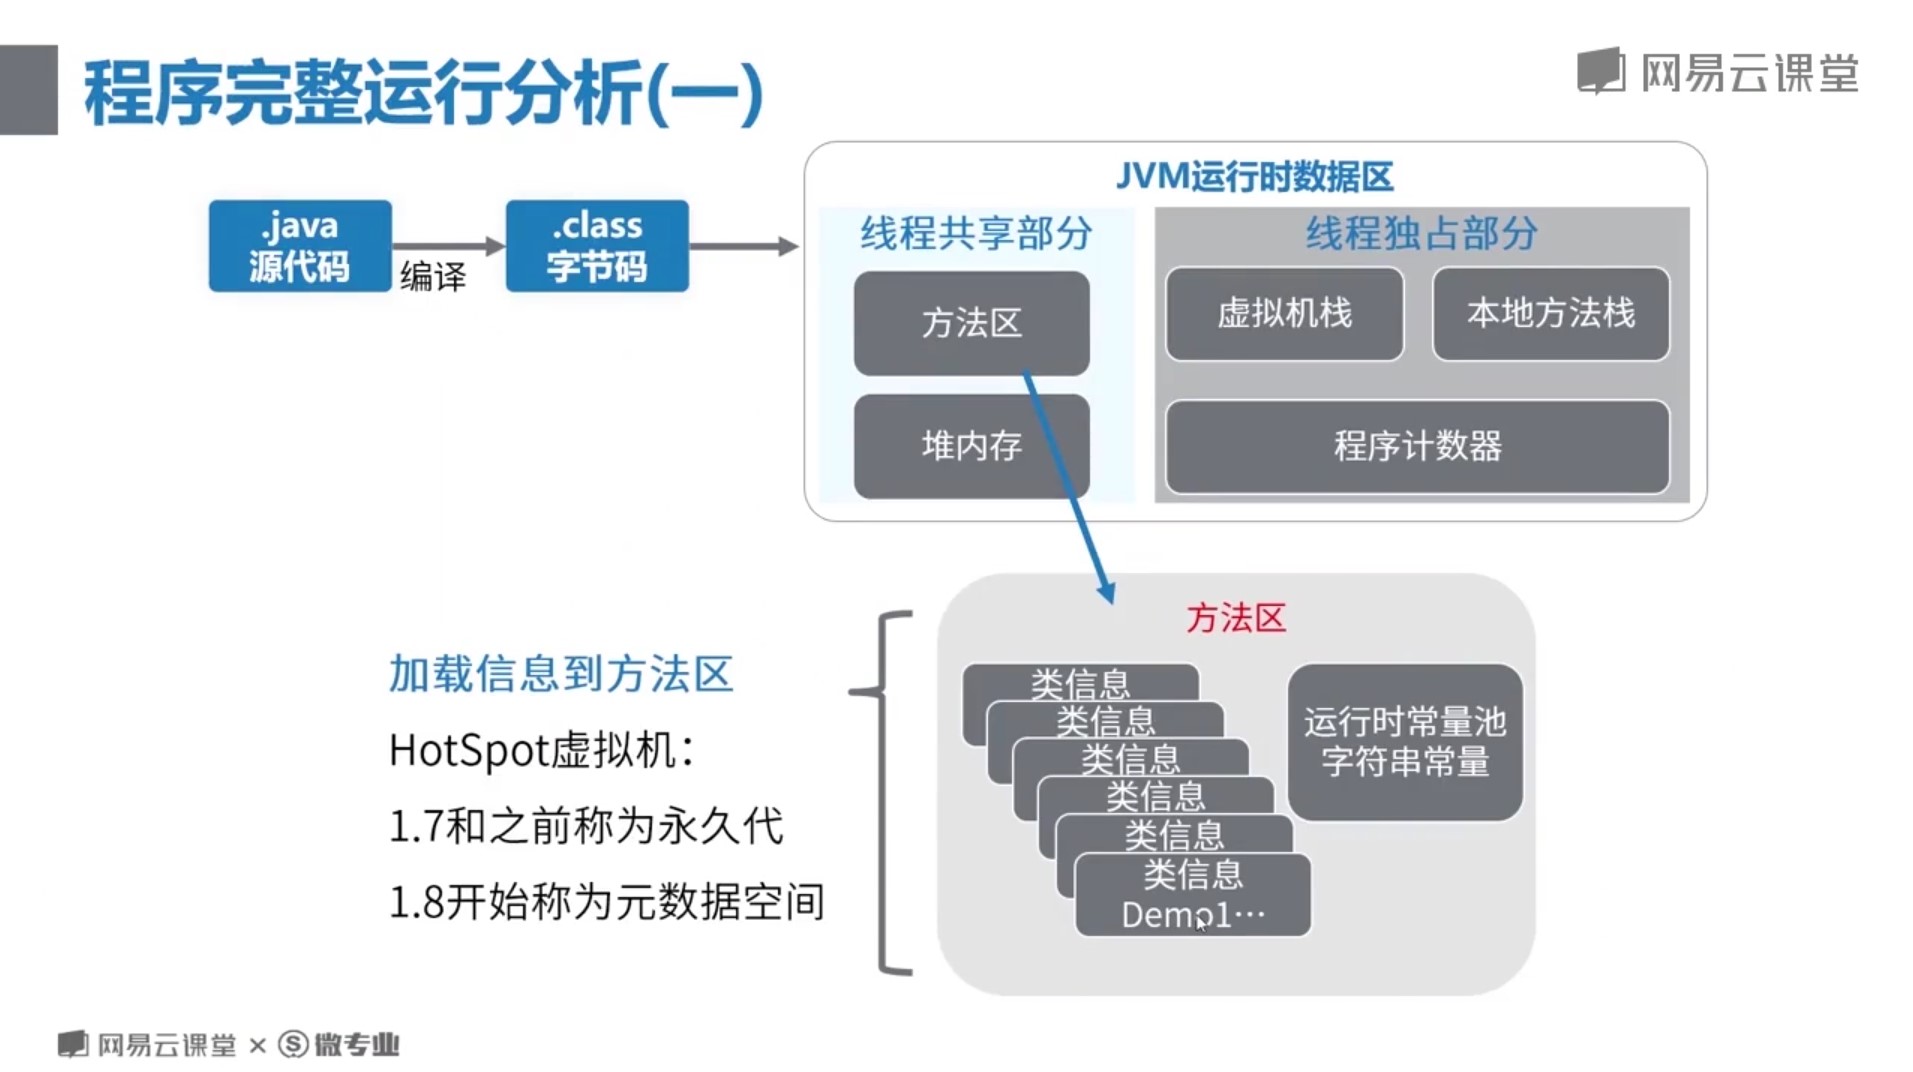 程序完整运行分析(一)
网易云课堂
.java
源代码
编译
.class
字节码
JVM运行时数据区
线程共享部分
方法区
堆内存
线程独占部分
虚拟机栈
本地方法栈
程序计数器
加载信息到方法区
HotSpot虚拟机：
1.7和之前称为永久代
1.8开始称为元数据空间
方法区
类信息
类信息
类信息
类信息
类信息
类信息
Demo1…
运行时常量池
字符串常量
网易云课堂 × S 微专业